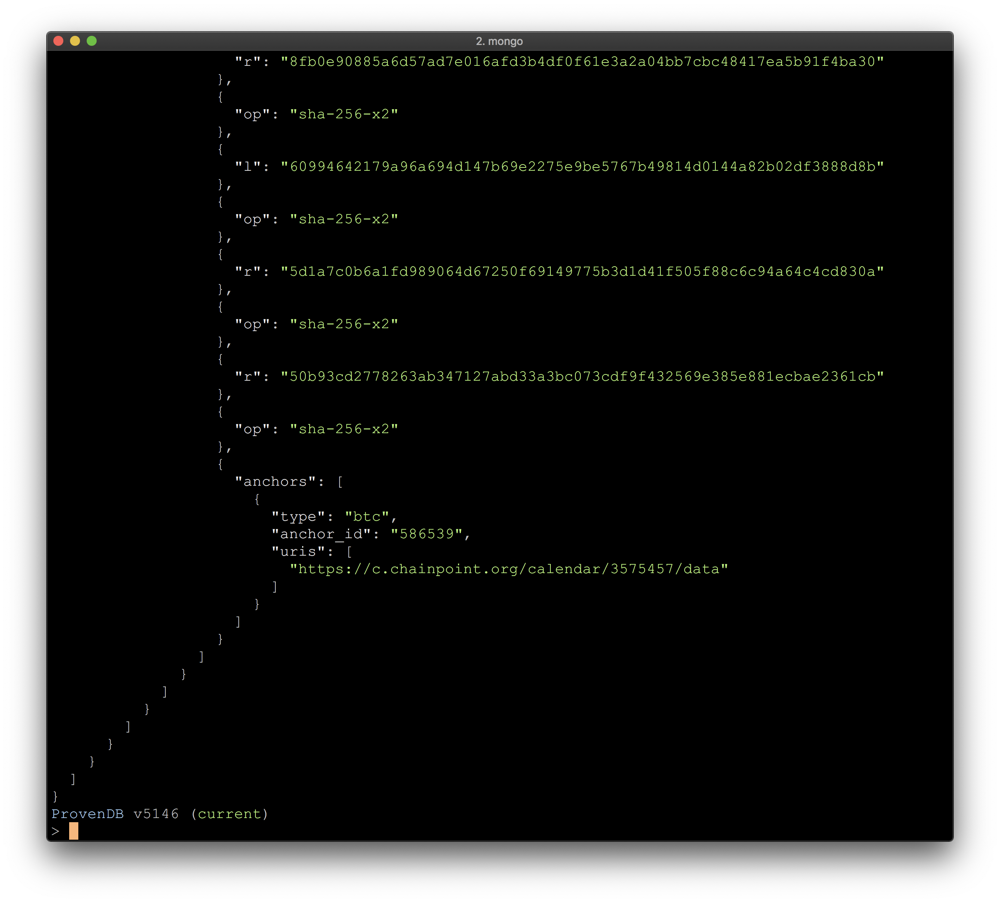 2. mongo
"r": "8fb0e90885a6d57ad7e016afd3b4df0f61e3a2a04bb7cbc48417ea5b91f4ba30"
},
{
"op": "sha-256-x2"
},
{
"l": "60994642179a96a694d147b69e2275e9be5767b49814d0144a82b02df3888d8b"
},
{
"op": "sha-256-x2"
},
{
"r": "5d1a7c0b6a1fd989064d67250f69149775b3d1d41f505f88c6c94a64c4cd830a"
},
{
"op": "sha-256-x2"
},
{
"r": "50b93cd2778263ab347127abd33a3bc073cdf9f432569e385e881ecbae2361cb"
},
{
"op": "sha-256-x2"
},
{
"anchors": [
{
"type": "btc",
"anchor_id": "586539",
"uris": [
"https://c.chainpoint.org/calendar/3575457/data"
]
}
]
}
]
}
]
}
]
}
}
]
}
ProvenDB v5146 (current)
>